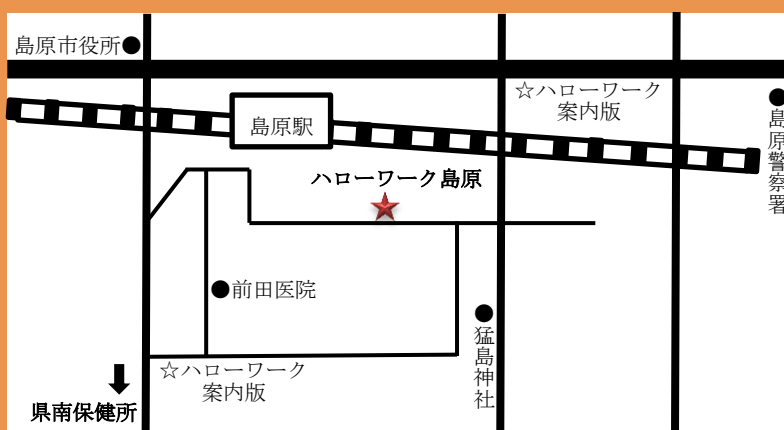 島原市役所●
☆ハローワーク
案内版
●島原警察署
島原駅
ハローワーク島原
●前田医院
●猛島神社
☆ハローワーク
案内版
県南保健所